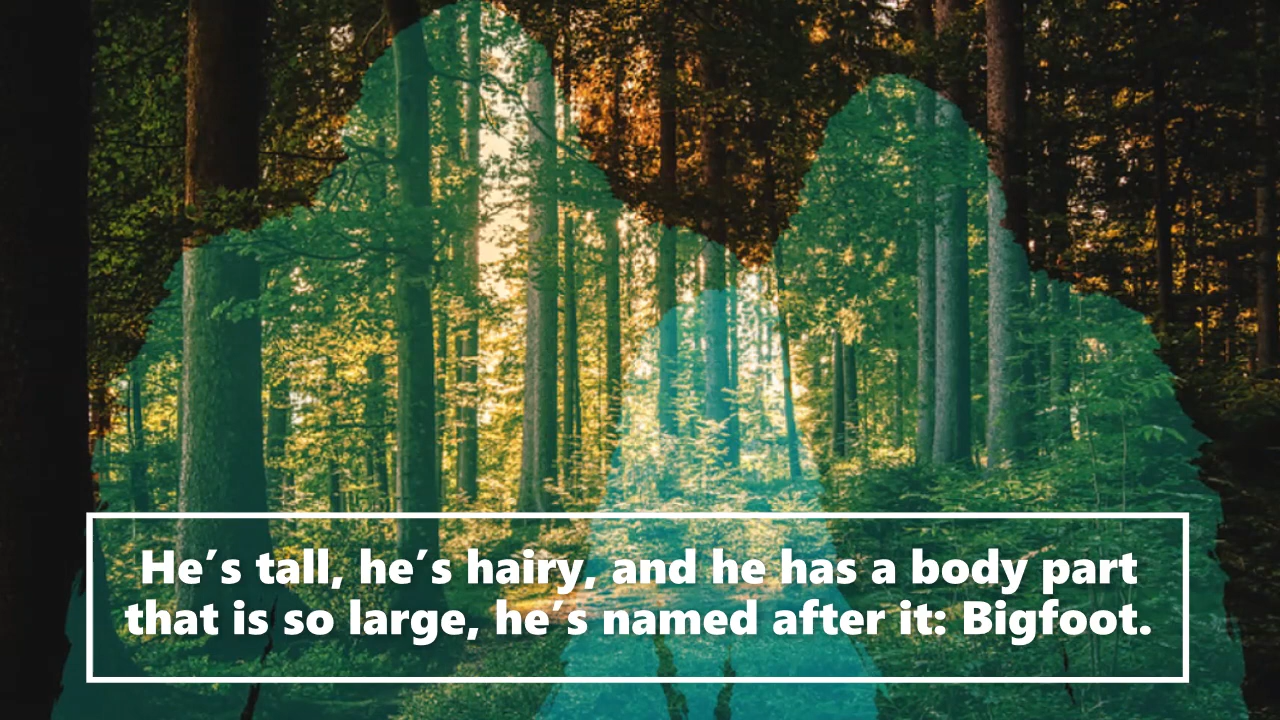 He’s tall, he’s hairy, and he has a body part
that is so large, he’s named after it: Bigfoot.